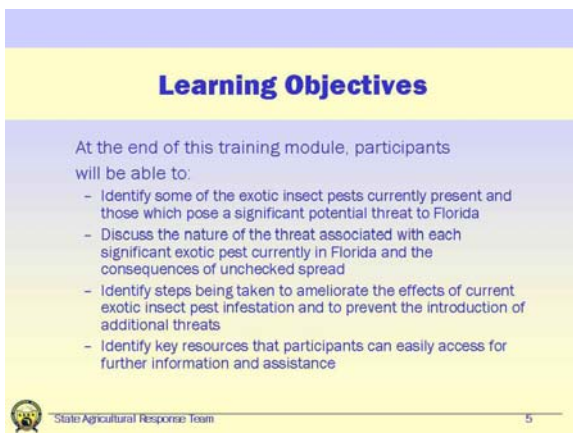 Learning Objectives
At the end of this training module, participants
will be able to:
– Identify some of the exotic insect pests currently present and
those which pose a significant potential threat to Florida
– Discuss the nature of the threat associated with each
significant exotic pest currently in Florida and the
consequences of unchecked spread
– Identify steps being taken to ameliorate the effects of current
exotic insect pest infestation and to prevent the introduction of
additional threats
– Identify key resources that participants can easily access for
further information and assistance
State Agricultural Response Team 5